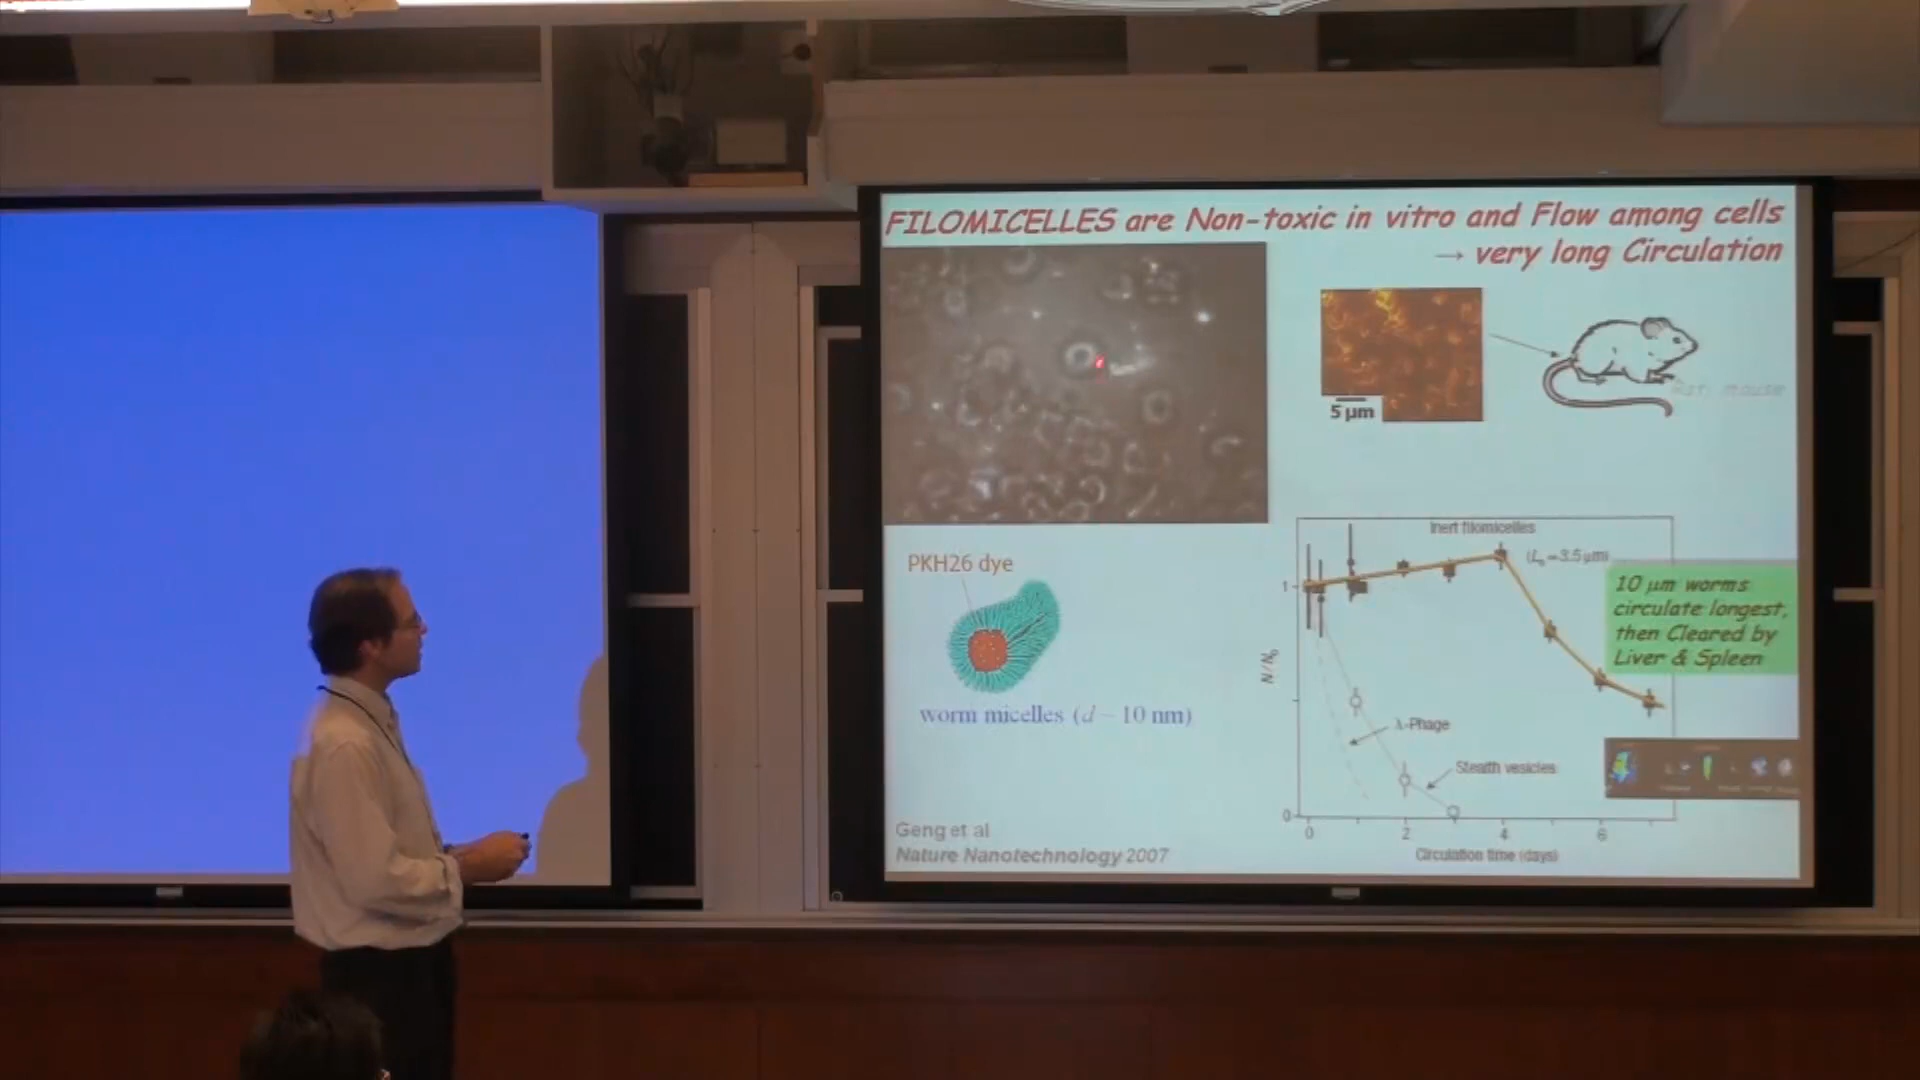 FILOMICELLES are Non-toxic in vitro and Flow among cells
→ very long Circulation
5 µm
mouse
PKH26 dye
worm micelles (d ~ 10 nm)
Geng et al
Nature Nanotechnology 2007
Inert filomicelles
(L₀ = 3.5 µm)
10 µm worms
circulate longest,
then Cleared by
Liver & Spleen
1
N/N₀
λ-Phage
Stealth vesicles
0
0 2 4 6
Circulation time (days)